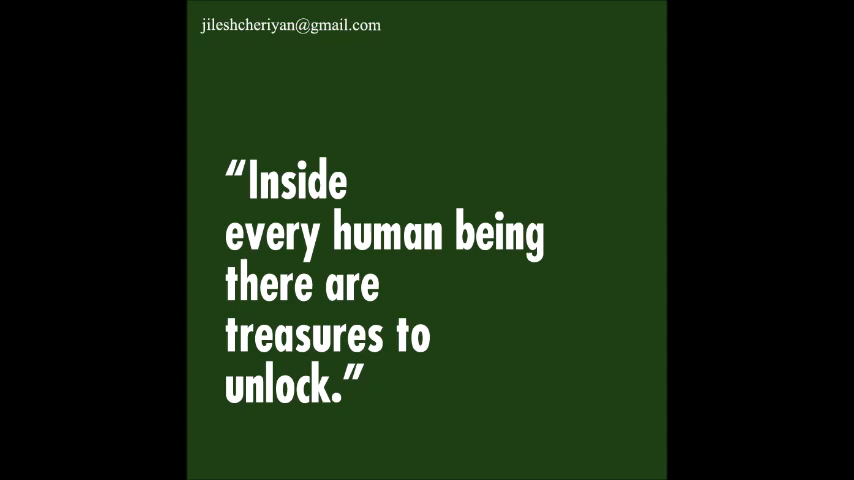 jileshcheriyan@gmail.com
“Inside
every human being
there are
treasures to
unlock.”